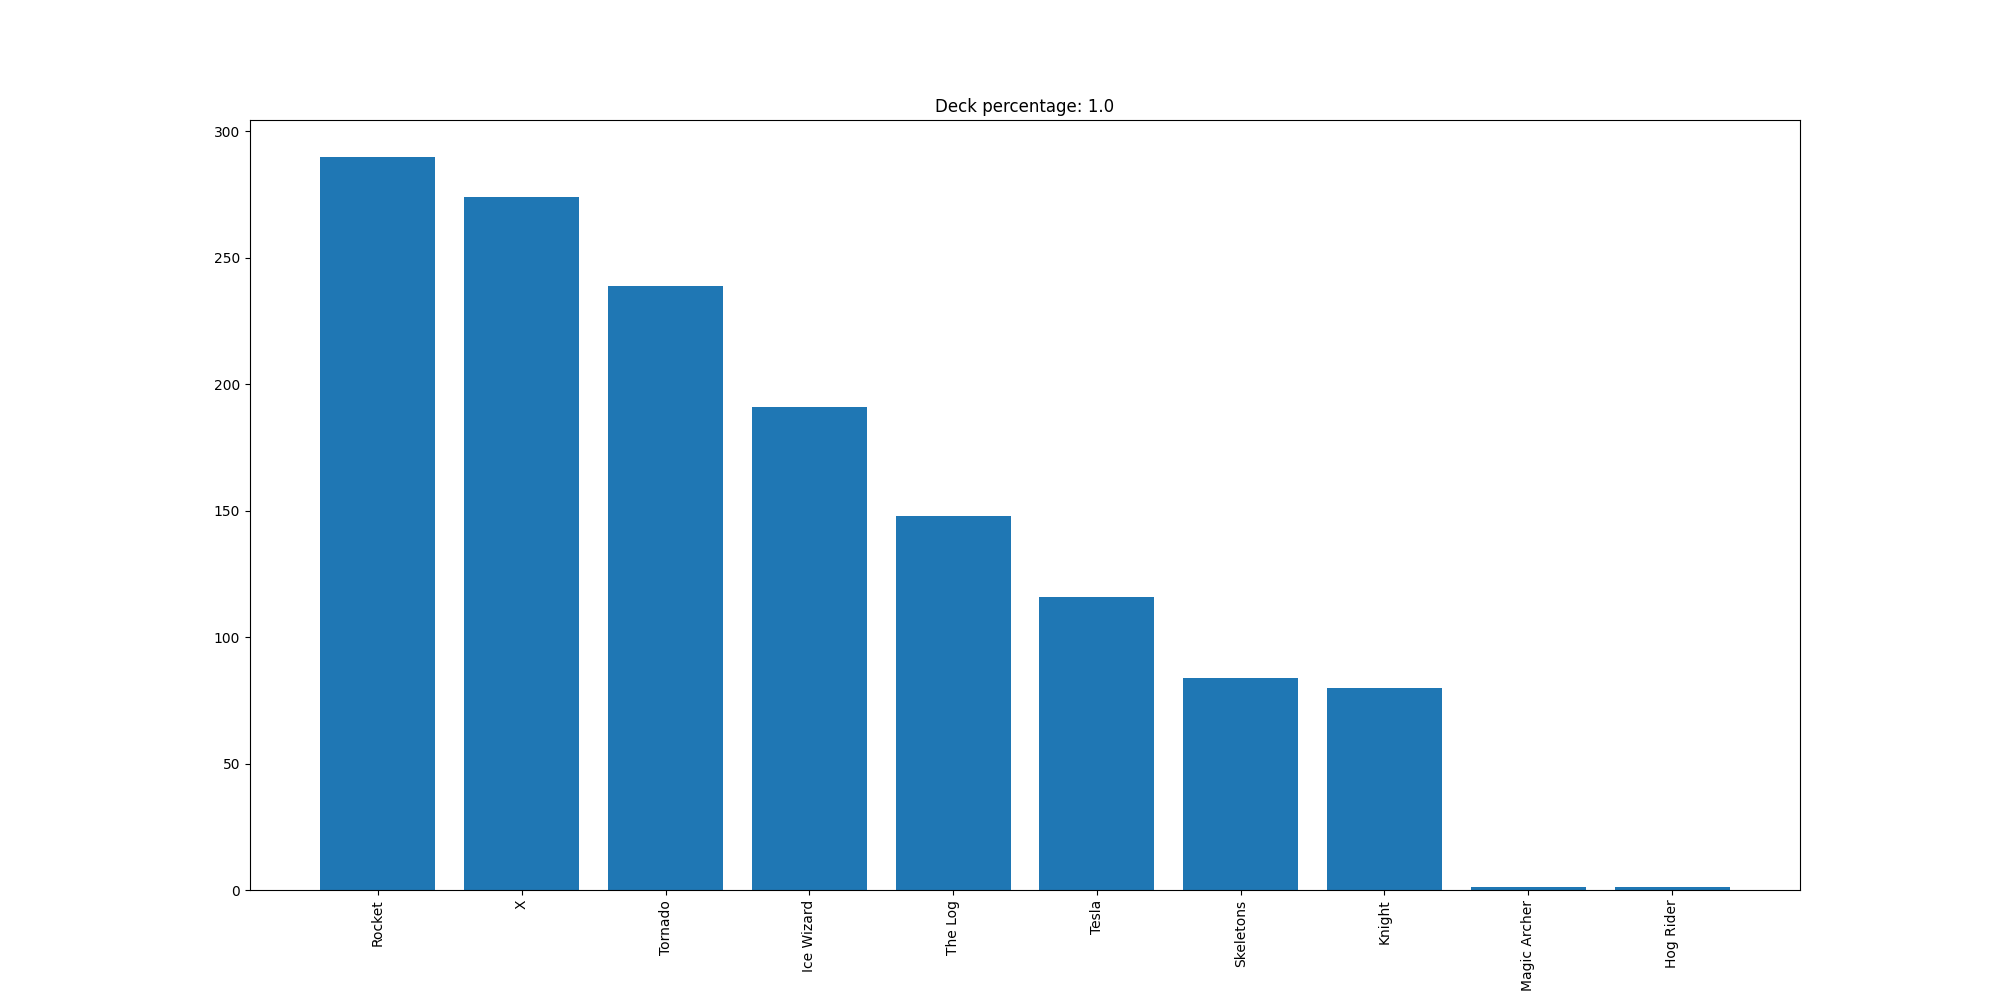 Deck percentage: 1.0
300
250
200
150
100
50
0
Rocket
X
Tornado
Ice Wizard
The Log
Tesla
Skeletons
Knight
Magic Archer
Hog Rider